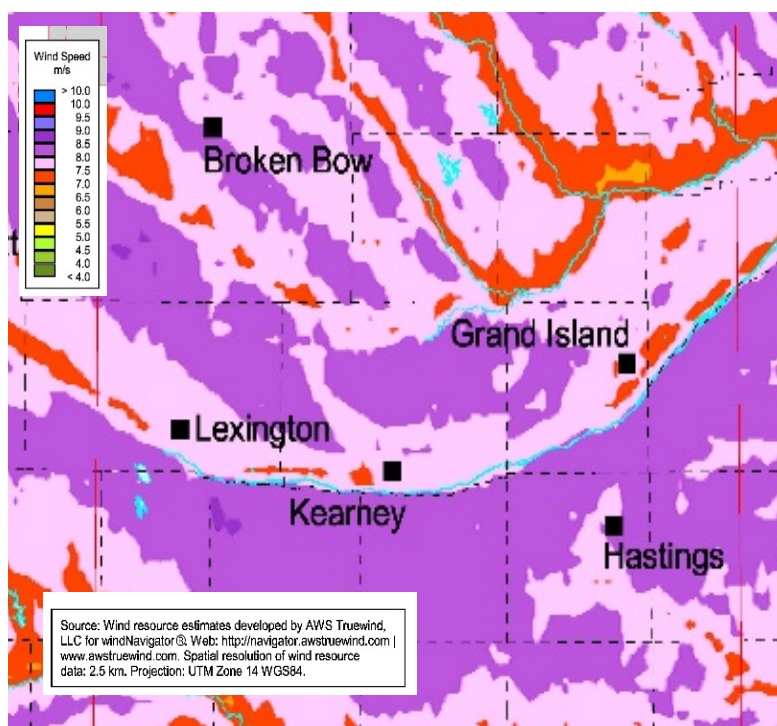 Wind Speed
m/s
> 10.0
10.0
9.5
9.0
8.5
8.0
7.5
7.0
6.5
6.0
5.5
5.0
4.5
4.0
< 4.0
Broken Bow
t
Grand Island
Lexington
Kearney
Hastings
Source: Wind resource estimates developed by AWS Truewind,
LLC for windNavigator®. Web: http://navigator.awstruewind.com |
www.awstruewind.com. Spatial resolution of wind resource
data: 2.5 km. Projection: UTM Zone 14 WGS84.